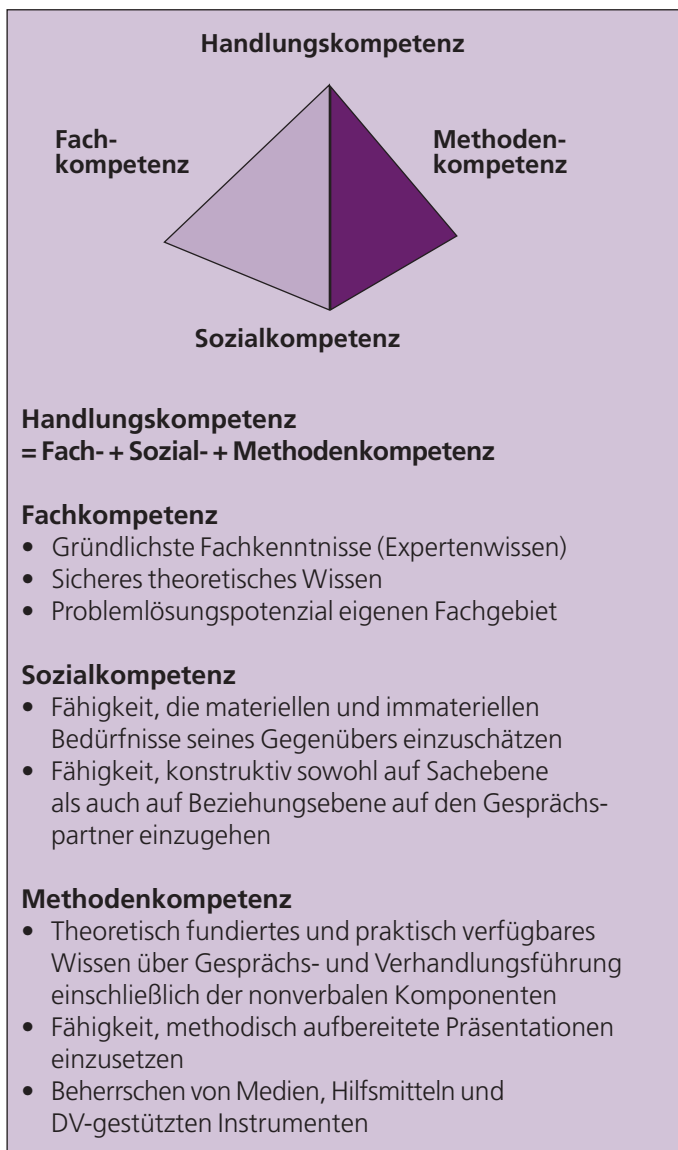 Handlungskompetenz
Fach-
kompetenz
Methoden-
kompetenz
Sozialkompetenz
Handlungskompetenz
= Fach- + Sozial- + Methodenkompetenz
Fachkompetenz
• Gründlichste Fachkenntnisse (Expertenwissen)
• Sicheres theoretisches Wissen
• Problemlösungspotenzial eigenen Fachgebiet
Sozialkompetenz
• Fähigkeit, die materiellen und immateriellen
Bedürfnisse seines Gegenübers einzuschätzen
• Fähigkeit, konstruktiv sowohl auf Sachebene
als auch auf Beziehungsebene auf den Gesprächs-
partner einzugehen
Methodenkompetenz
• Theoretisch fundiertes und praktisch verfügbares
Wissen über Gesprächs- und Verhandlungsführung
einschließlich der nonverbalen Komponenten
• Fähigkeit, methodisch aufbereitete Präsentationen
einzusetzen
• Beherrschen von Medien, Hilfsmitteln und
DV-gestützten Instrumenten